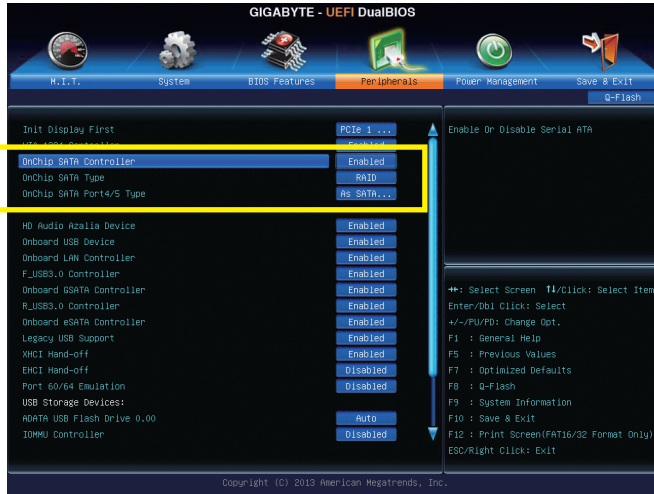 GIGABYTE - UEFI DualBIOS
M.I.T. System BIOS Features Peripherals Power Management Save & Exit
Q-Flash
Init Display First PCIe 1 ...
Controller Enabled
OnChip SATA Controller Enabled
OnChip SATA Type RAID
OnChip SATA Port4/5 Type As SATA...
HD Audio Azalia Device Enabled
Onboard USB Device Enabled
Onboard LAN Controller Enabled
F_USB3.0 Controller Enabled
Onboard GSATA Controller Enabled
R_USB3.0 Controller Enabled
Onboard eSATA Controller Enabled
Legacy USB Support Enabled
XHCI Hand-off Enabled
EHCI Hand-off Disabled
Port 60/64 Emulation Disabled
USB Storage Devices:
ADATA USB Flash Drive 0.00 Auto
IOMMU Controller Disabled
Enable Or Disable Serial ATA
→←: Select Screen ↑↓/Click: Select Item
Enter/Dbl Click: Select
+/-/PU/PD: Change Opt.
F1 : General Help
F5 : Previous Values
F7 : Optimized Defaults
F8 : Q-Flash
F9 : System Information
F10 : Save & Exit
F12 : Print Screen(FAT16/32 Format Only)
ESC/Right Click: Exit
Copyright (C) 2013 American Megatrends, Inc.